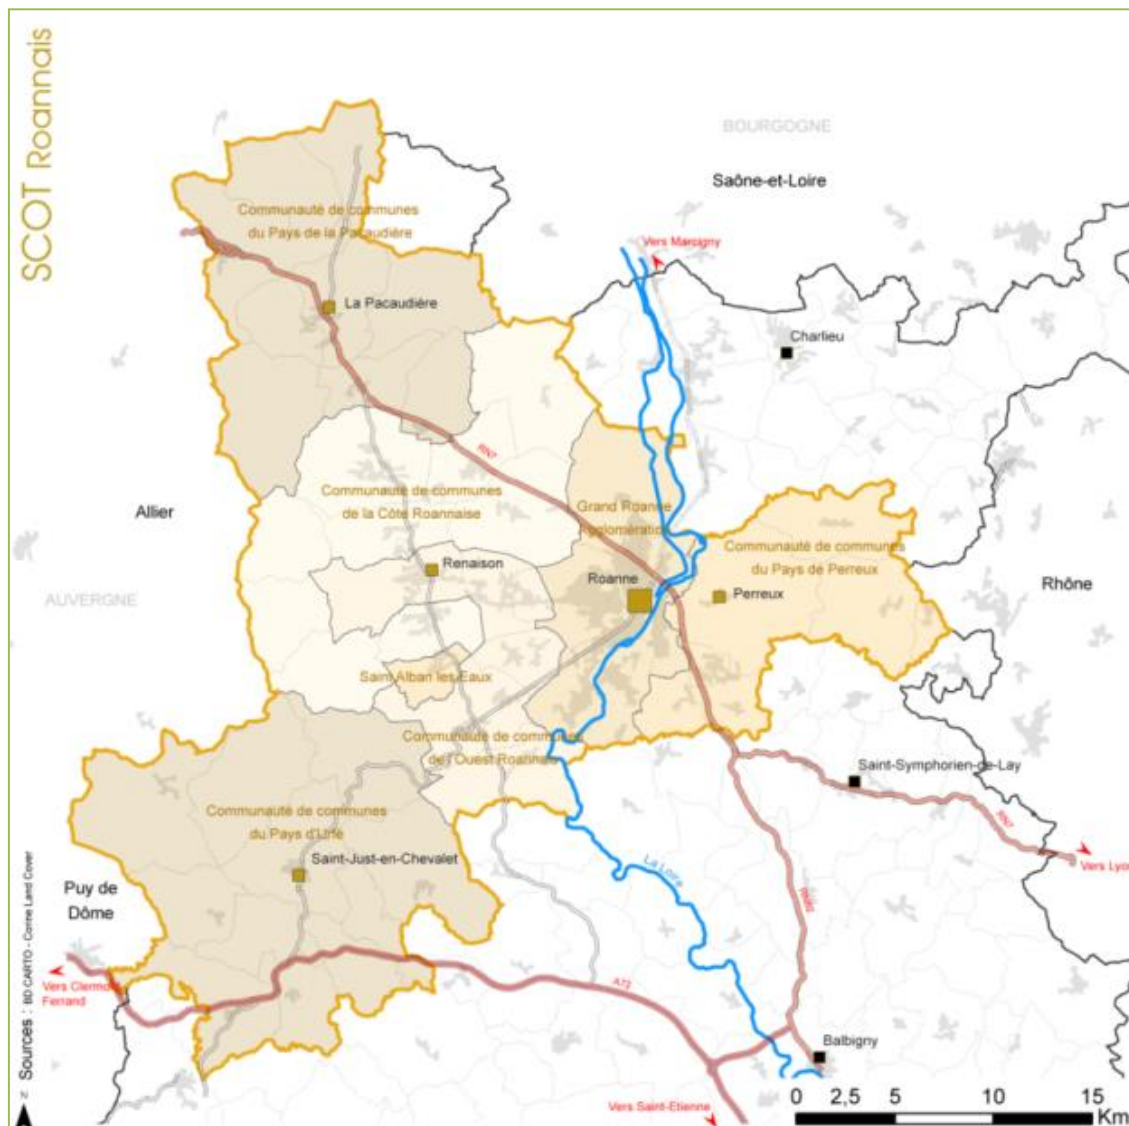 SCOT Roannais
BOURGOGNE
Saône-et-Loire
Communauté de communes
du Pays de la Pacaudière
Vers Marcigny
La Pacaudière
Charlieu
RN7
Allier
Communauté de communes
de la Côte Roannaise
Grand Roanne
Agglomération
Communauté de communes
du Pays de Perreux
Renaison
Roanne
Perreux
Rhône
AUVERGNE
Saint Alban les Eaux
Communauté de communes
de l'Ouest Roannais
Saint-Symphorien-de-Lay
RN7
Communauté de communes
du Pays d'Urfé
Saint-Just-en-Chevalet
La Loire
Vers Lyon
Puy de
Dôme
RN82
Vers Clermont
Ferrand
A72
Balbigny
Vers Saint-Etienne
0 2,5 5 10 15
Km
N
Sources : BD CARTO - Corine Land Cover